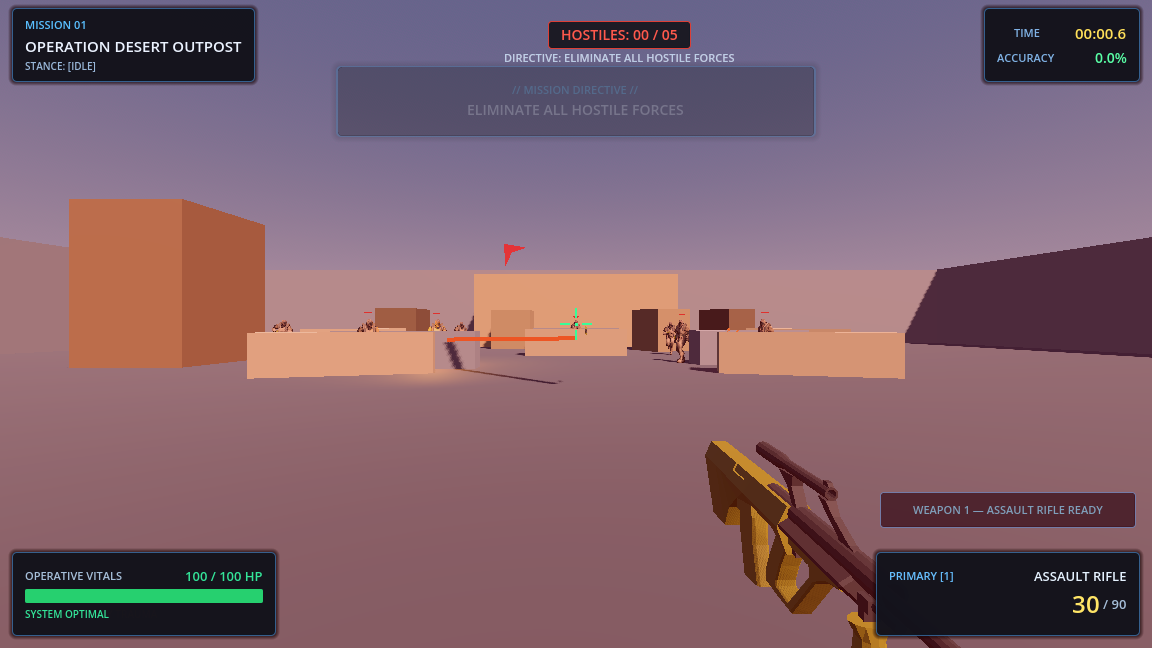 MISSION 01
OPERATION DESERT OUTPOST
STANCE: [IDLE]
HOSTILES: 00 / 05
DIRECTIVE: ELIMINATE ALL HOSTILE FORCES
// MISSION DIRECTIVE //
ELIMINATE ALL HOSTILE FORCES
TIME 00:00.6
ACCURACY 0.0%
WEAPON 1 — ASSAULT RIFLE READY
OPERATIVE VITALS 100 / 100 HP
SYSTEM OPTIMAL
PRIMARY [1] ASSAULT RIFLE
30 / 90